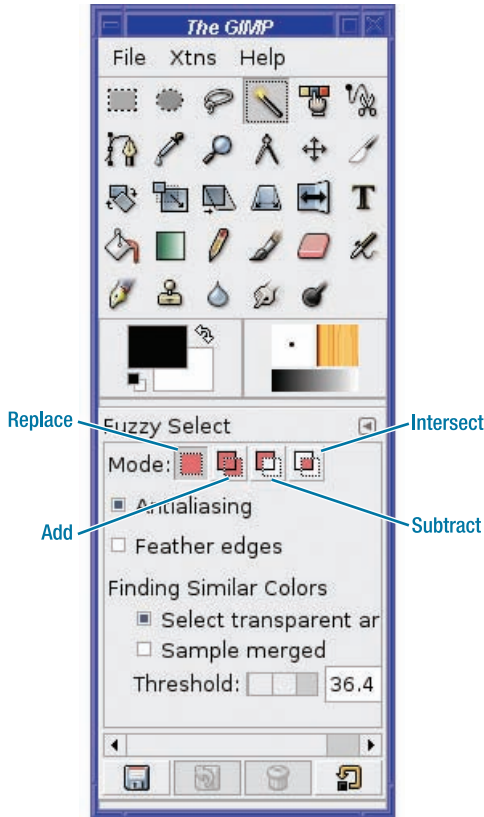 The GIMP
File Xtns Help
T
Replace
Fuzzy Select
Intersect
Mode:
Add
Antialiasing
Subtract
Feather edges
Finding Similar Colors
Select transparent ar
Sample merged
Threshold: 36.4